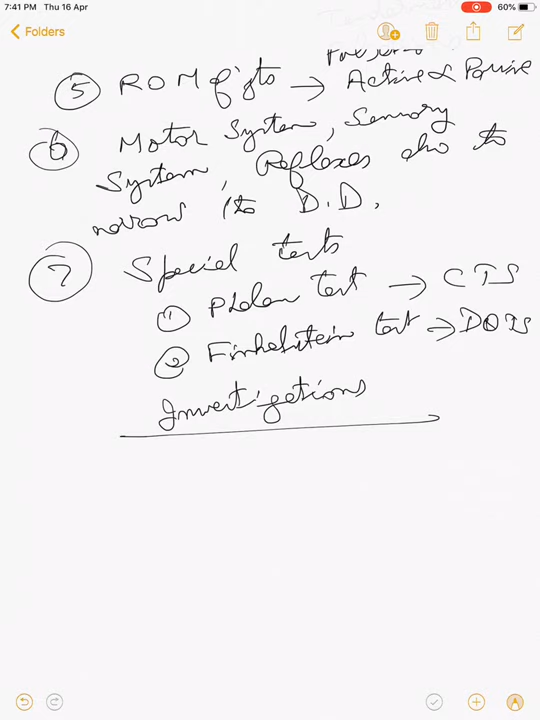 7:41 PM Thu 16 Apr
60%
Folders
⑤ ROM of jts → Active & Passive
⑥ Motor System, Sensory
System, Reflexes also to
narrow its D.D.
⑦ Special tests
① Phalen test → CTS
② Finkelstein test → DQTS
Investigations